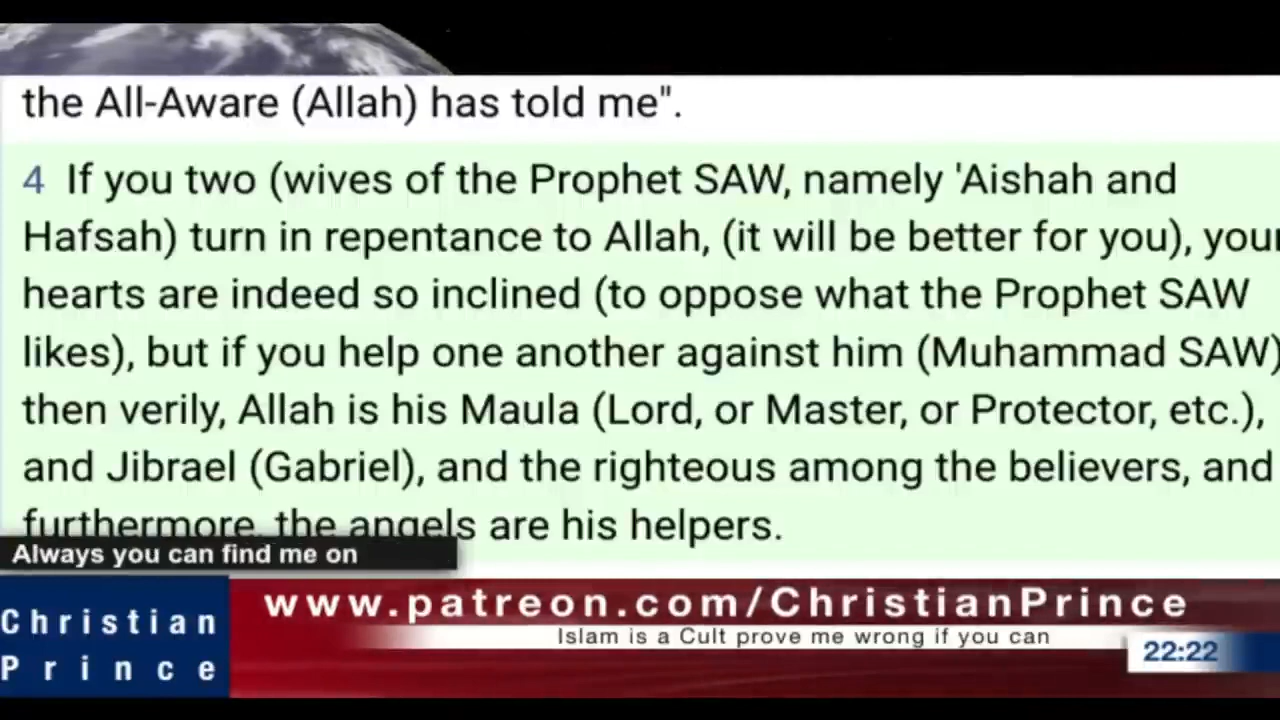 the All-Aware (Allah) has told me".
4 If you two (wives of the Prophet SAW, namely 'Aishah and
Hafsah) turn in repentance to Allah, (it will be better for you), your
hearts are indeed so inclined (to oppose what the Prophet SAW
likes), but if you help one another against him (Muhammad SAW)
then verily, Allah is his Maula (Lord, or Master, or Protector, etc.),
and Jibrael (Gabriel), and the righteous among the believers, and
furthermore, the angels are his helpers.
Always you can find me on
www.patreon.com/ChristianPrince
Islam is a Cult prove me wrong if you can
Christian
Prince
22:22